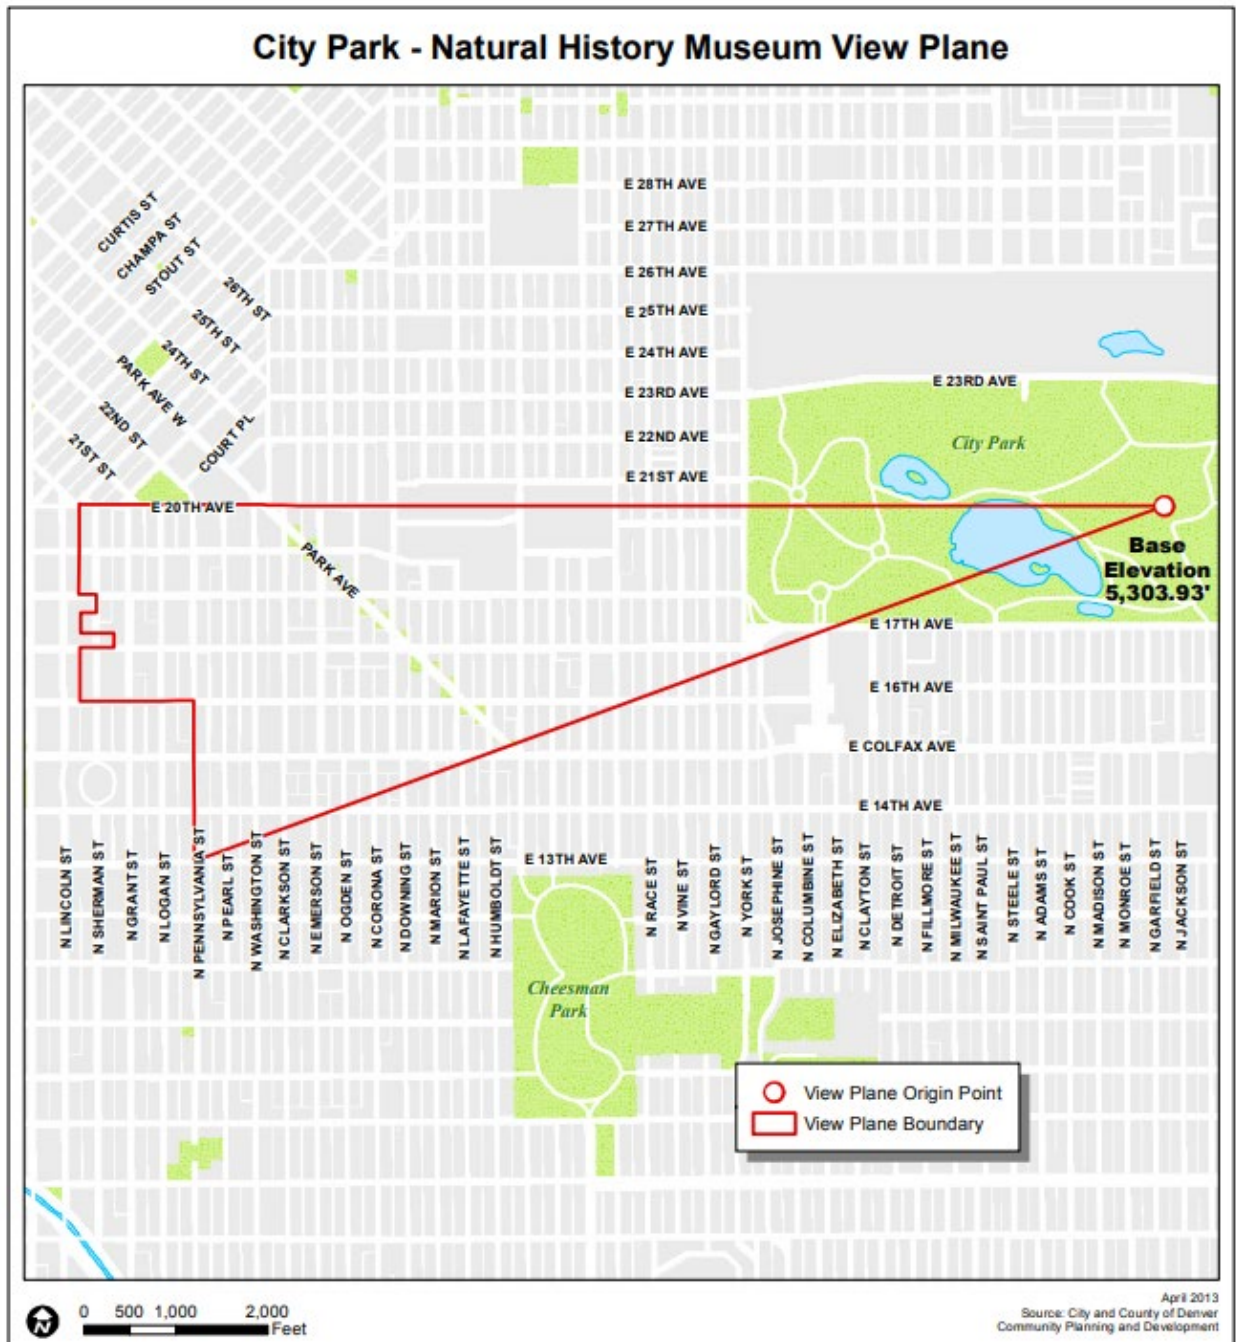 City Park - Natural History Museum View Plane
E 28TH AVE
E 27TH AVE
E 26TH AVE
E 25TH AVE
E 24TH AVE
E 23RD AVE
E 22ND AVE
E 21ST AVE
CURTIS ST
CHAMPA ST
STOUT ST
26TH ST
25TH ST
24TH ST
PARK AVE W
22ND ST
21ST ST
COURT PL
E 23RD AVE
City Park
E 20TH AVE
PARK AVE
Base
Elevation
5,303.93'
E 17TH AVE
E 16TH AVE
E COLFAX AVE
E 14TH AVE
E 13TH AVE
N LINCOLN ST
N SHERMAN ST
N GRANT ST
N LOGAN ST
N PENNSYLVANIA ST
N PEARL ST
N WASHINGTON ST
N CLARKSON ST
N EMERSON ST
N OGDEN ST
N CORONA ST
N DOWNING ST
N MARION ST
N LAFAYETTE ST
N HUMBOLDT ST
N RACE ST
N VINE ST
N GAYLORD ST
N YORK ST
N JOSEPHINE ST
N COLUMBINE ST
N ELIZABETH ST
N CLAYTON ST
N DETROIT ST
N FILLMORE ST
N MILWAUKEE ST
N SAINT PAUL ST
N STEELE ST
N ADAMS ST
N COOK ST
N MADISON ST
N MONROE ST
N GARFIELD ST
N JACKSON ST
Cheesman
Park
View Plane Origin Point
View Plane Boundary
N
0 500 1,000 2,000
Feet
April 2013
Source: City and County of Denver
Community Planning and Development